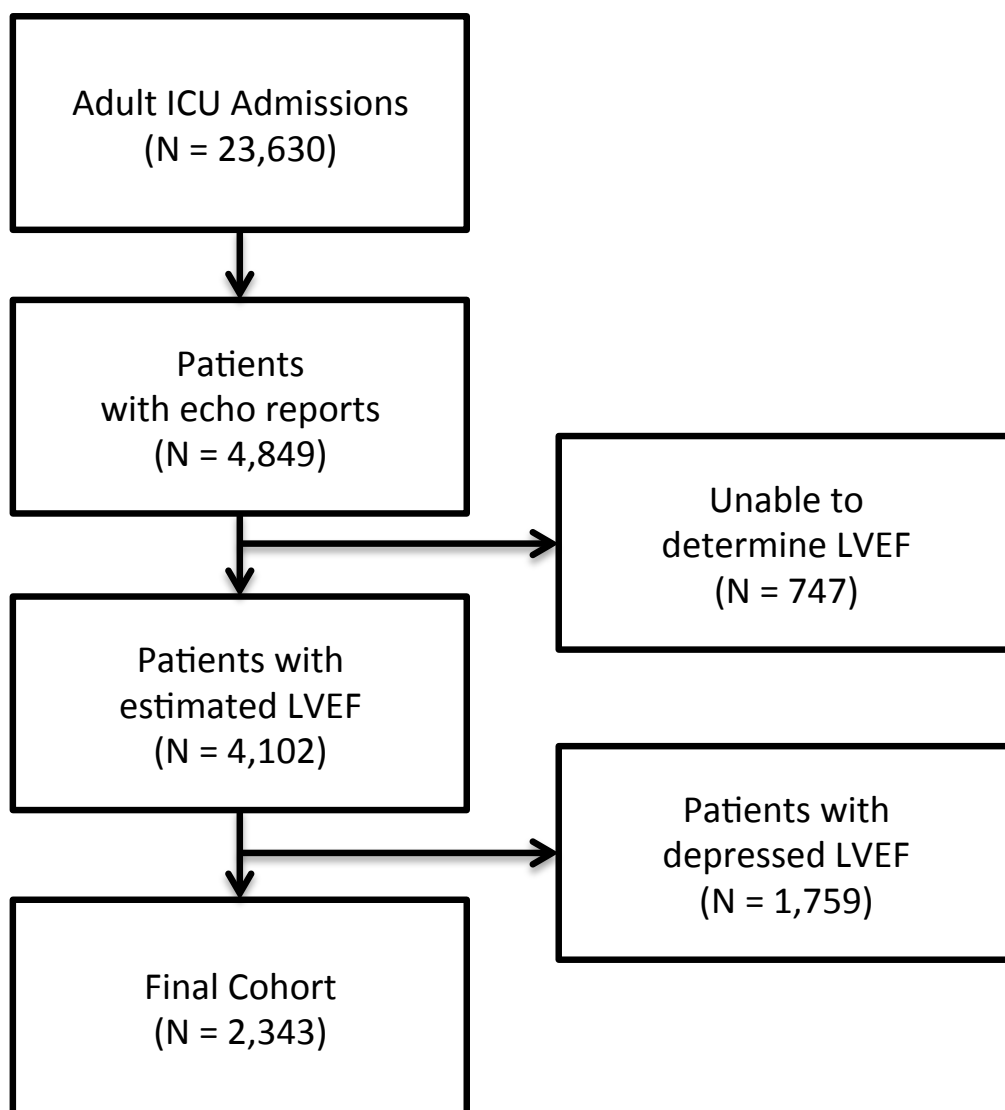 Adult ICU Admissions
(N = 23,630)
Patients
with echo reports
(N = 4,849)
Unable to
determine LVEF
(N = 747)
Patients with
estimated LVEF
(N = 4,102)
Patients with
depressed LVEF
(N = 1,759)
Final Cohort
(N = 2,343)